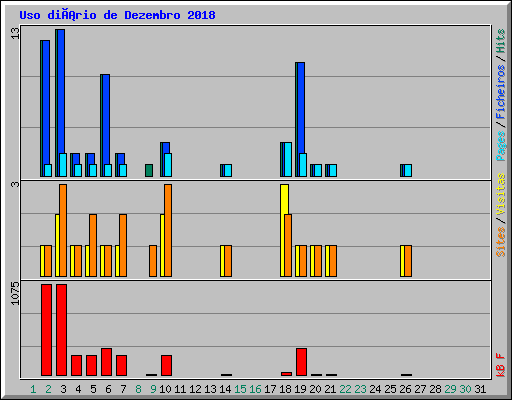 Uso diÃ¡rio de Dezembro 2018
13
3
1075
Hits / Ficheiros / Pages
Sites / Visitas
kB F
1 2 3 4 5 6 7 8 9 10 11 12 13 14 15 16 17 18 19 20 21 22 23 24 25 26 27 28 29 30 31